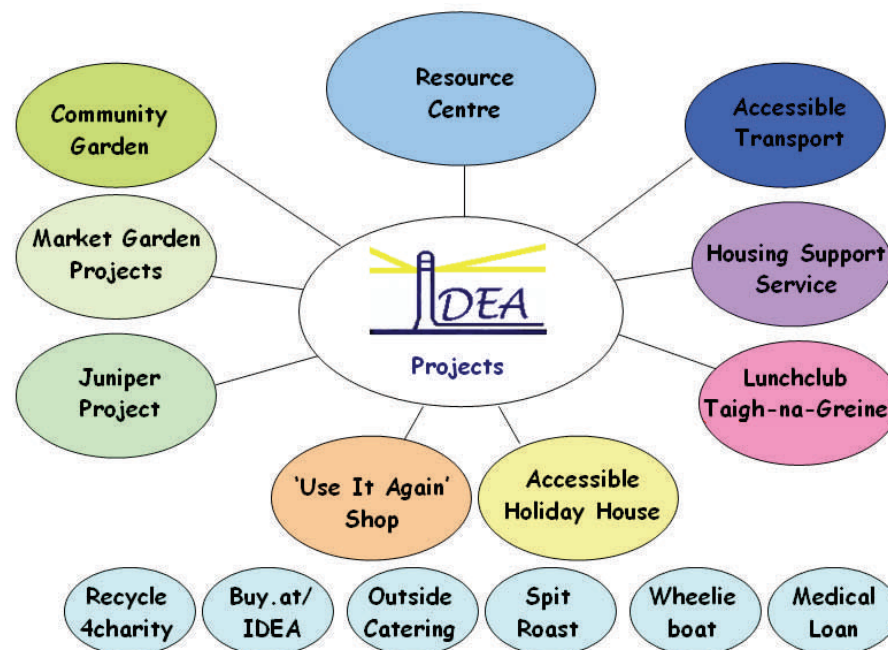 Resource
Centre
Community
Garden
Accessible
Transport
Market Garden
Projects
Housing Support
Service
IDEA
Projects
Juniper
Project
Lunchclub
Taigh-na-Greine
'Use It Again'
Shop
Accessible
Holiday House
Recycle
4charity
Buy.at/
IDEA
Outside
Catering
Spit
Roast
Wheelie
boat
Medical
Loan